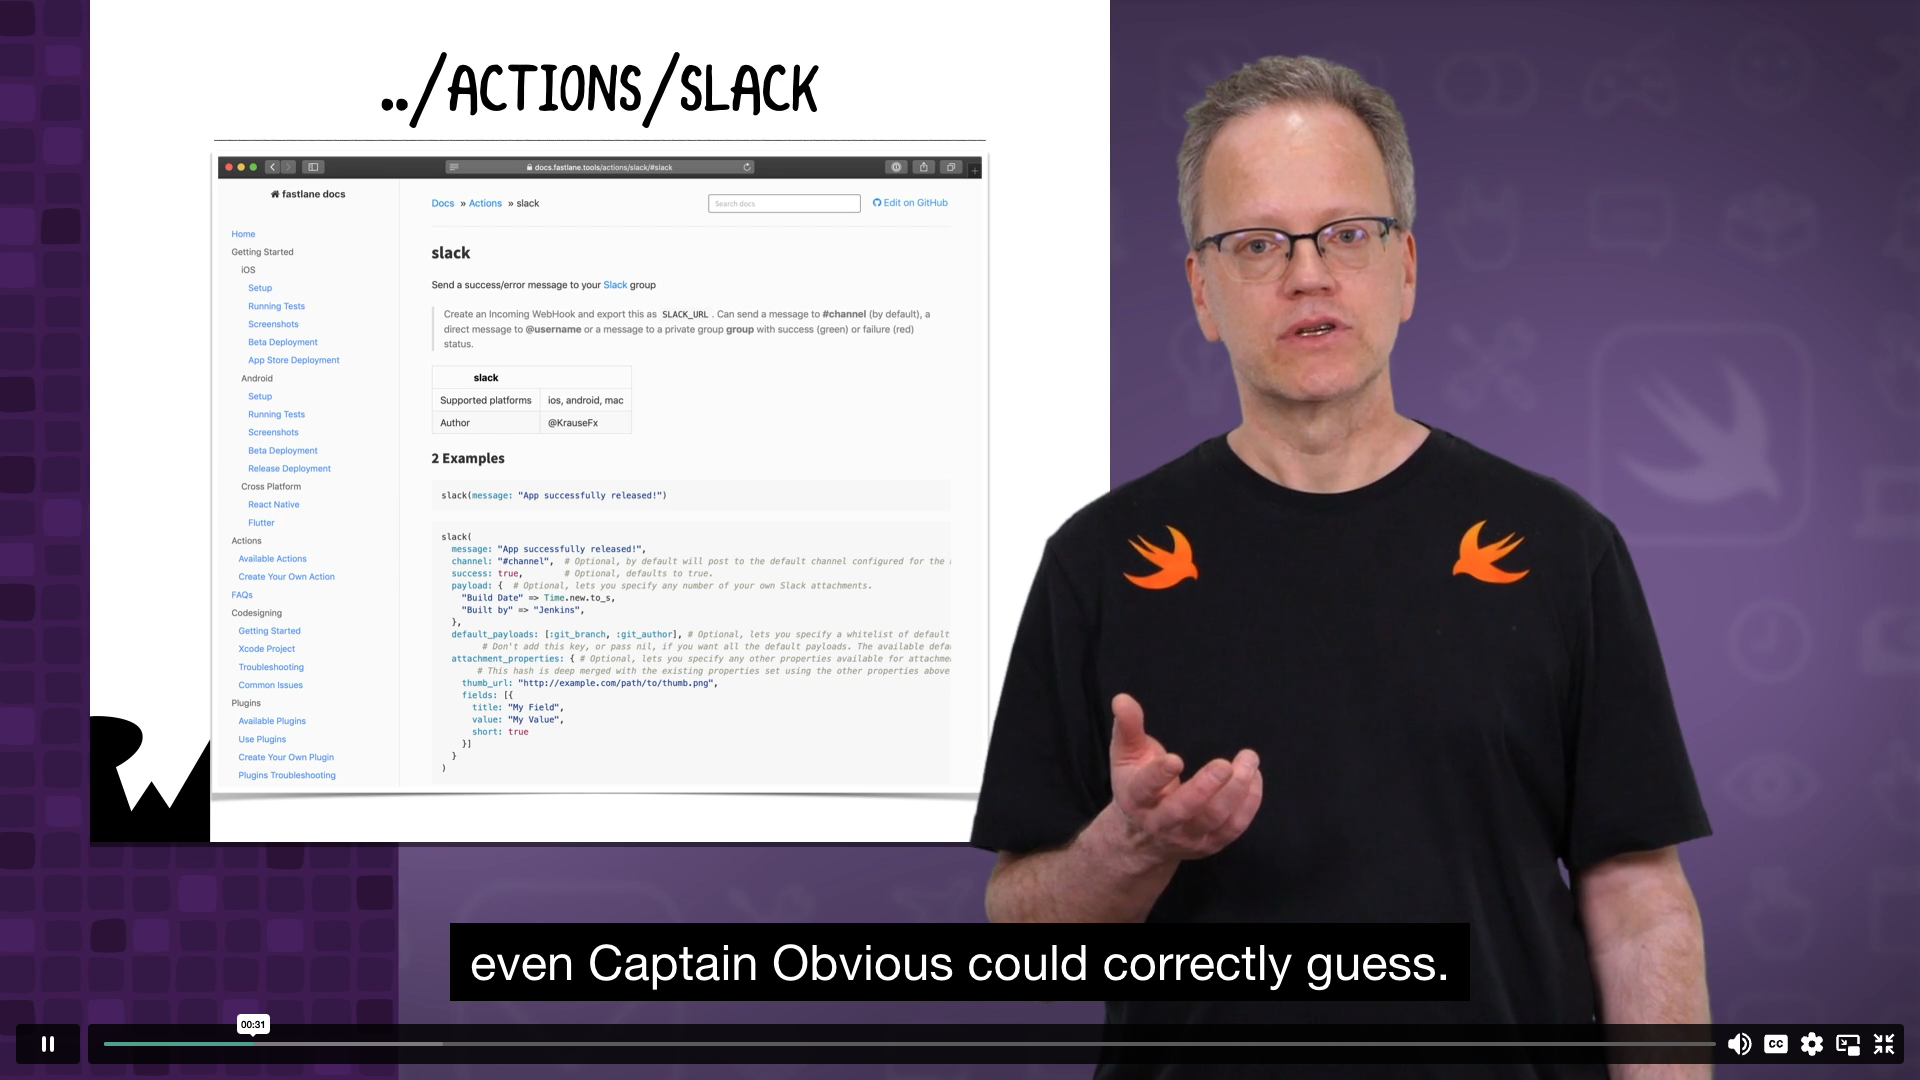 ../ACTIONS/SLACK
docs.fastlane.tools/actions/slack/#slack
fastlane docs
Home
Getting Started
iOS
Setup
Running Tests
Screenshots
Beta Deployment
App Store Deployment
Android
Setup
Running Tests
Screenshots
Beta Deployment
Release Deployment
Cross Platform
React Native
Flutter
Actions
Available Actions
Create Your Own Action
FAQs
Codesigning
Getting Started
Xcode Project
Troubleshooting
Common Issues
Plugins
Available Plugins
Use Plugins
Create Your Own Plugin
Plugins Troubleshooting
Docs » Actions » slack
Search docs
Edit on GitHub
slack
Send a success/error message to your Slack group
Create an Incoming WebHook and export this as SLACK_URL . Can send a message to #channel (by default), a
direct message to @username or a message to a private group group with success (green) or failure (red)
status.
slack
Supported platforms ios, android, mac
Author @KrauseFx
2 Examples
slack(message: "App successfully released!")
slack(
message: "App successfully released!",
channel: "#channel", # Optional, by default will post to the default channel configured for the
success: true, # Optional, defaults to true.
payload: { # Optional, lets you specify any number of your own Slack attachments.
"Build Date" => Time.new.to_s,
"Built by" => "Jenkins",
},
default_payloads: [:git_branch, :git_author], # Optional, lets you specify a whitelist of default
# Don't add this key, or pass nil, if you want all the default payloads. The available defa
attachment_properties: { # Optional, lets you specify any other properties available for attachme
# This hash is deep merged with the existing properties set using the other properties above
thumb_url: "http://example.com/path/to/thumb.png",
fields: [{
title: "My Field",
value: "My Value",
short: true
}]
}
)
even Captain Obvious could correctly guess.
00:31
CC